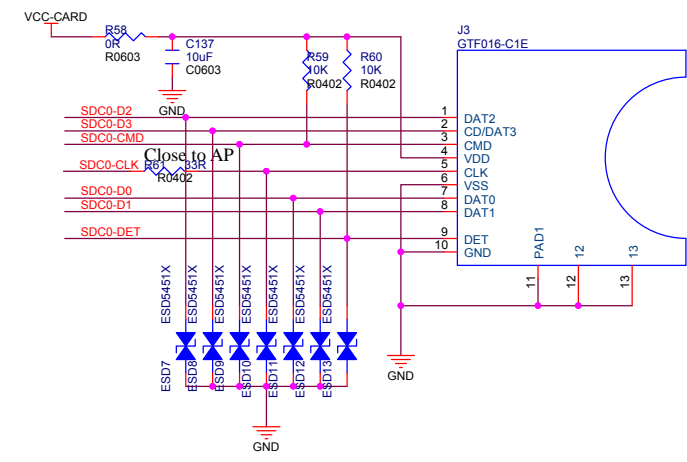 VCC-CARD
R58
0R
R0603
C137
10uF
C0603
GND
R59
10K
R0402
R60
10K
R0402
J3
GTF016-C1E
SDC0-D2
SDC0-D3
SDC0-CMD
Close to AP
SDC0-CLK
R61
33R
R0402
SDC0-D0
SDC0-D1
SDC0-DET
1 DAT2
2 CD/DAT3
3 CMD
4 VDD
5 CLK
6 VSS
7 DAT0
8 DAT1
9 DET
10 GND
PAD1
12
13
11
12
13
ESD5451X
ESD5451X
ESD5451X
ESD5451X
ESD5451X
ESD5451X
ESD5451X
ESD7
ESD8
ESD9
ESD10
ESD11
ESD12
ESD13
GND
GND